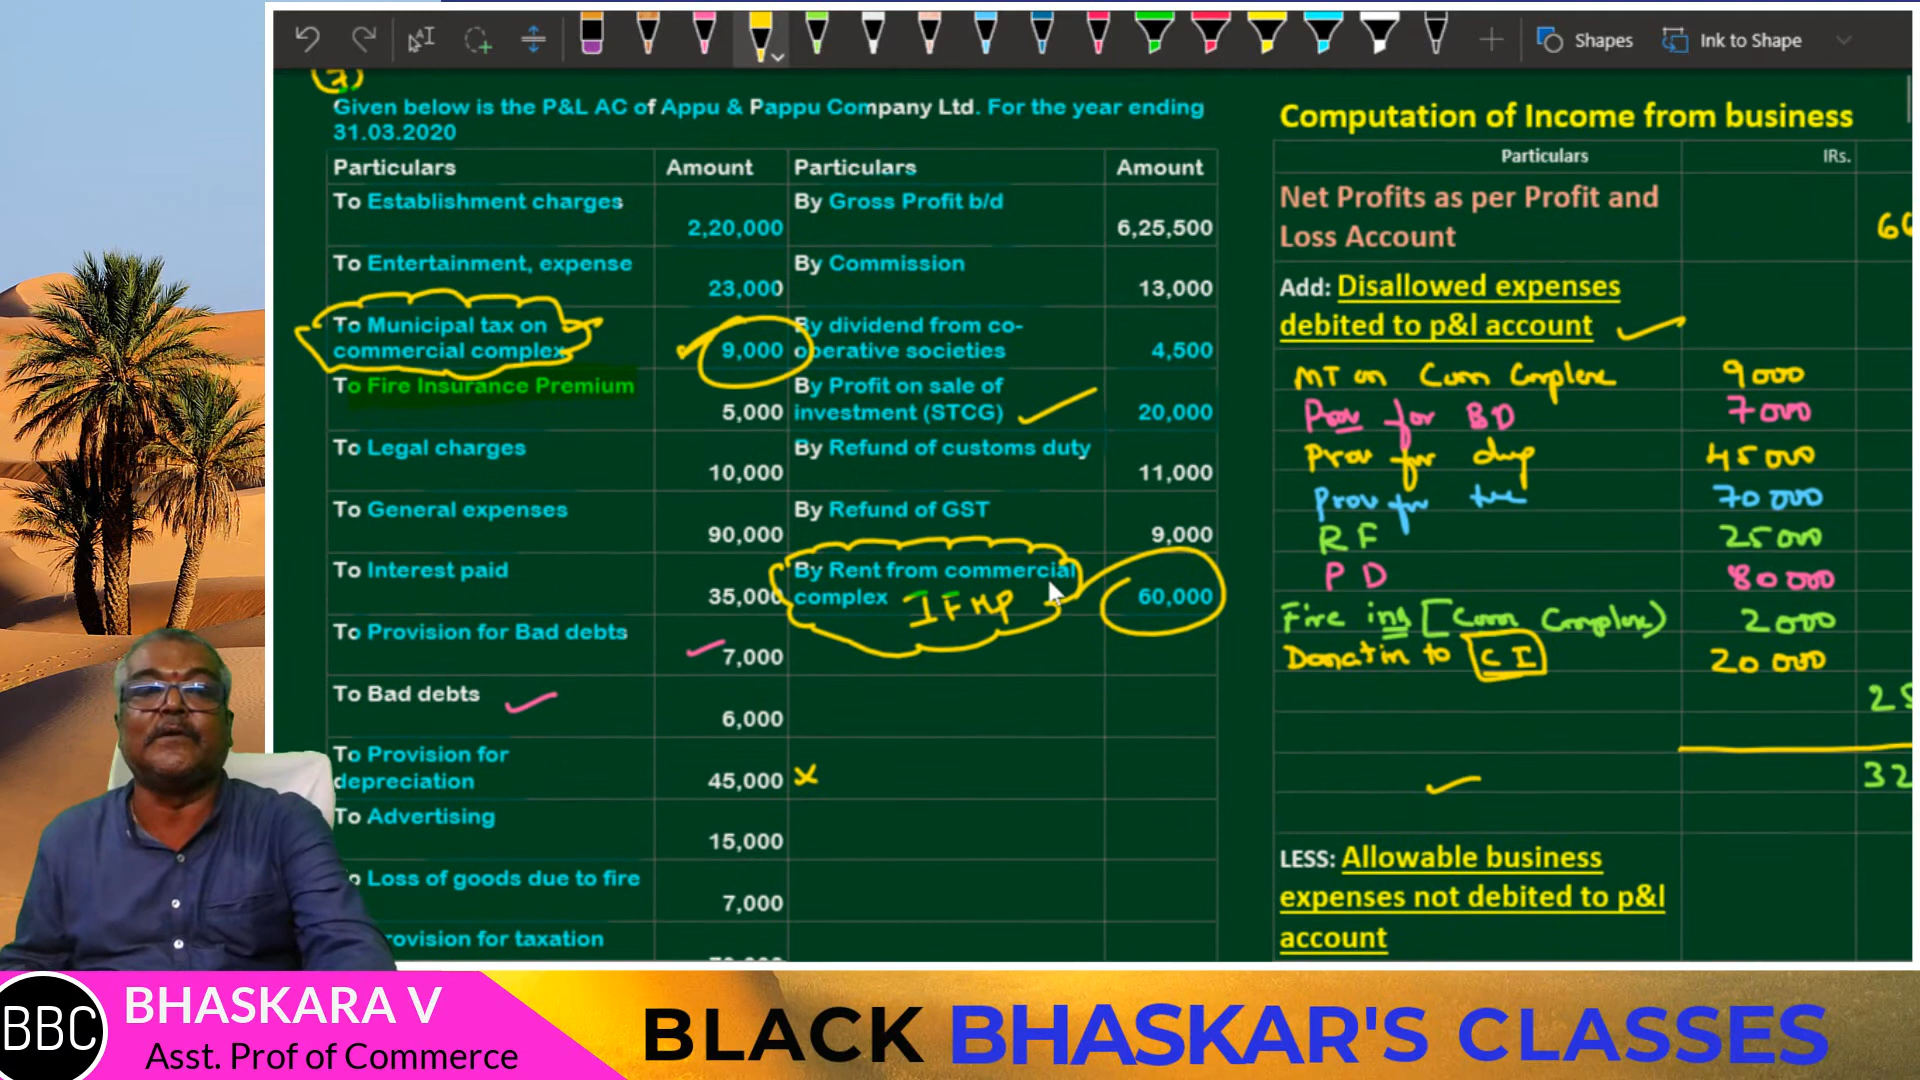 Shapes
Ink to Shape
7)
Given below is the P&L AC of Appu & Pappu Company Ltd. For the year ending
31.03.2020
Particulars Amount Particulars Amount
To Establishment charges 2,20,000 By Gross Profit b/d 6,25,500
To Entertainment, expense 23,000 By Commission 13,000
To Municipal tax on
commercial complex 9,000 By dividend from co-
operative societies 4,500
To Fire Insurance Premium 5,000 By Profit on sale of
investment (STCG) 20,000
To Legal charges 10,000 By Refund of customs duty 11,000
To General expenses 90,000 By Refund of GST 9,000
To Interest paid 35,000 By Rent from commercial
complex IFHP 60,000
To Provision for Bad debts 7,000
To Bad debts 6,000
To Provision for
depreciation 45,000 x
To Advertising 15,000
To Loss of goods due to fire 7,000
rovision for taxation
Computation of Income from business
Particulars IRs.
Net Profits as per Profit and
Loss Account
Add: Disallowed expenses
debited to p&l account
MT on Com Complex 9000
Prov for BD 7000
Prov for dep 45000
Prov for 70000
RF 25000
PD 80000
Fire ins [Com Complex) 2000
Donatin to CI 20000
LESS: Allowable business
expenses not debited to p&l
account
BBC
BHASKARA V
Asst. Prof of Commerce
BLACK BHASKAR'S CLASSES